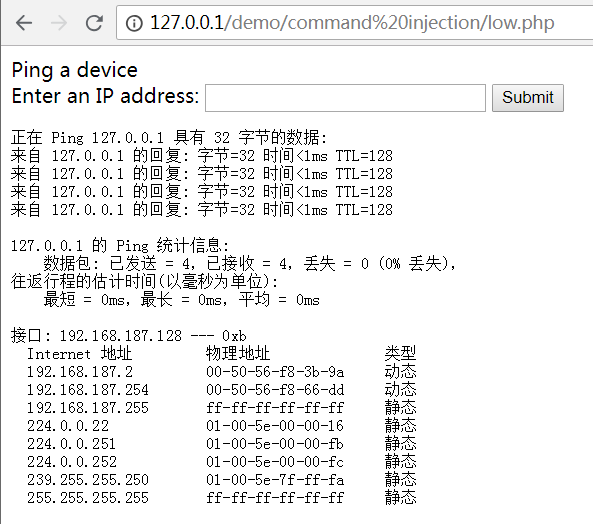 127.0.0.1/demo/command%20injection/low.php
Ping a device
Enter an IP address: Submit
正在 Ping 127.0.0.1 具有 32 字节的数据:
来自 127.0.0.1 的回复: 字节=32 时间<1ms TTL=128
来自 127.0.0.1 的回复: 字节=32 时间<1ms TTL=128
来自 127.0.0.1 的回复: 字节=32 时间<1ms TTL=128
来自 127.0.0.1 的回复: 字节=32 时间<1ms TTL=128
127.0.0.1 的 Ping 统计信息:
数据包: 已发送 = 4，已接收 = 4，丢失 = 0 (0% 丢失)，
往返行程的估计时间(以毫秒为单位):
最短 = 0ms，最长 = 0ms，平均 = 0ms
接口: 192.168.187.128 --- 0xb
Internet 地址 物理地址 类型
192.168.187.2 00-50-56-f8-3b-9a 动态
192.168.187.254 00-50-56-f8-66-dd 动态
192.168.187.255 ff-ff-ff-ff-ff-ff 静态
224.0.0.22 01-00-5e-00-00-16 静态
224.0.0.251 01-00-5e-00-00-fb 静态
224.0.0.252 01-00-5e-00-00-fc 静态
239.255.255.250 01-00-5e-7f-ff-fa 静态
255.255.255.255 ff-ff-ff-ff-ff-ff 静态